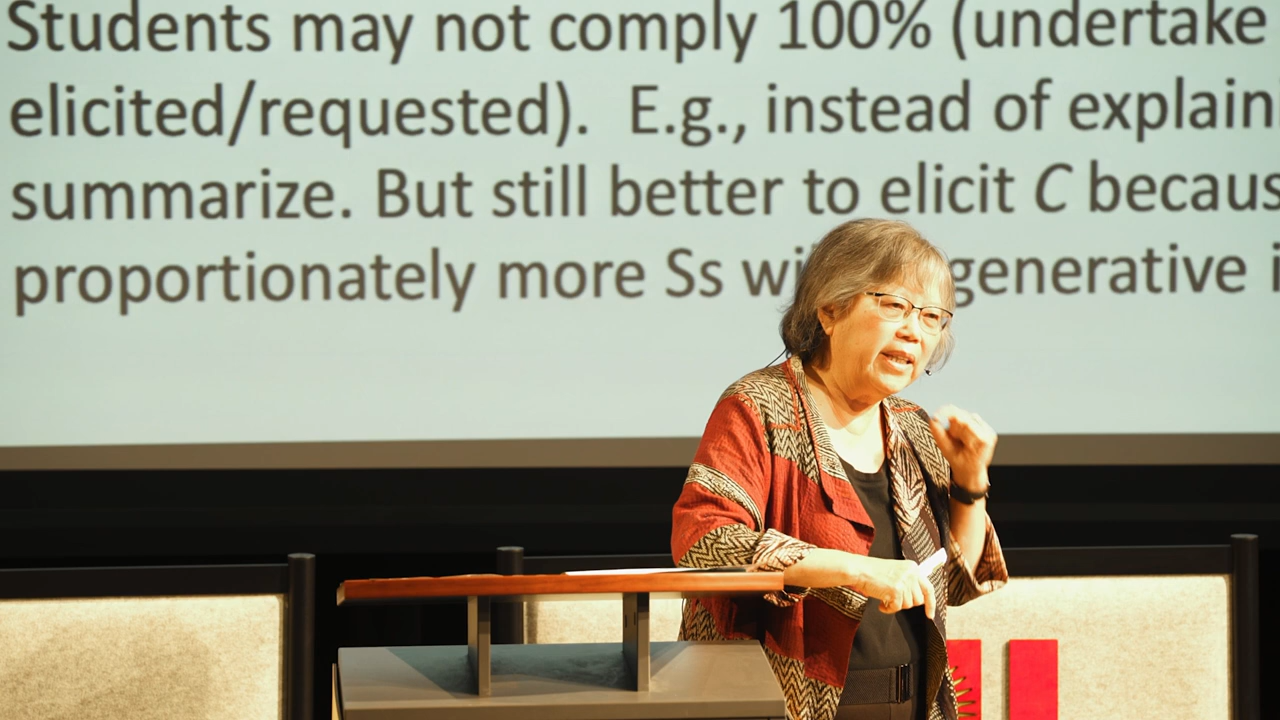 Students may not comply 100% (undertake
elicited/requested). E.g., instead of explain
summarize. But still better to elicit C becaus
proportionately more Ss wi generative i